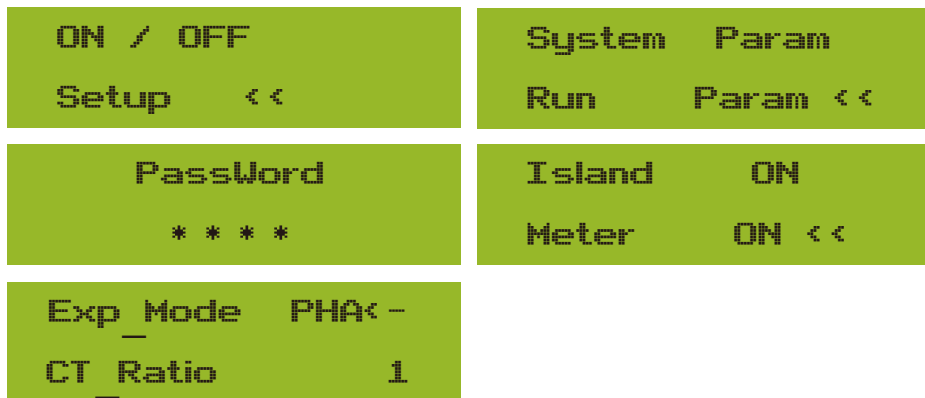 ON / OFF
Setup <<
System Param
Run Param <<
PassWord
* * * *
Island ON
Meter ON <<
Exp_Mode PHA<-
CT_Ratio 1